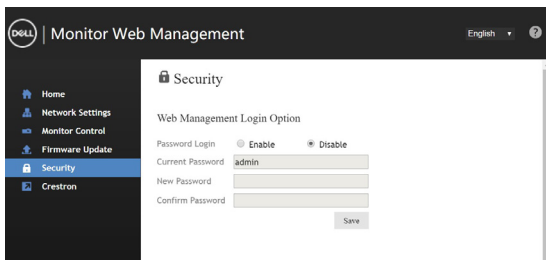 DELL | Monitor Web Management
English
?
Home
Network Settings
Monitor Control
Firmware Update
Security
Crestron
Security
Web Management Login Option
Password Login Enable Disable
Current Password admin
New Password
Confirm Password
Save